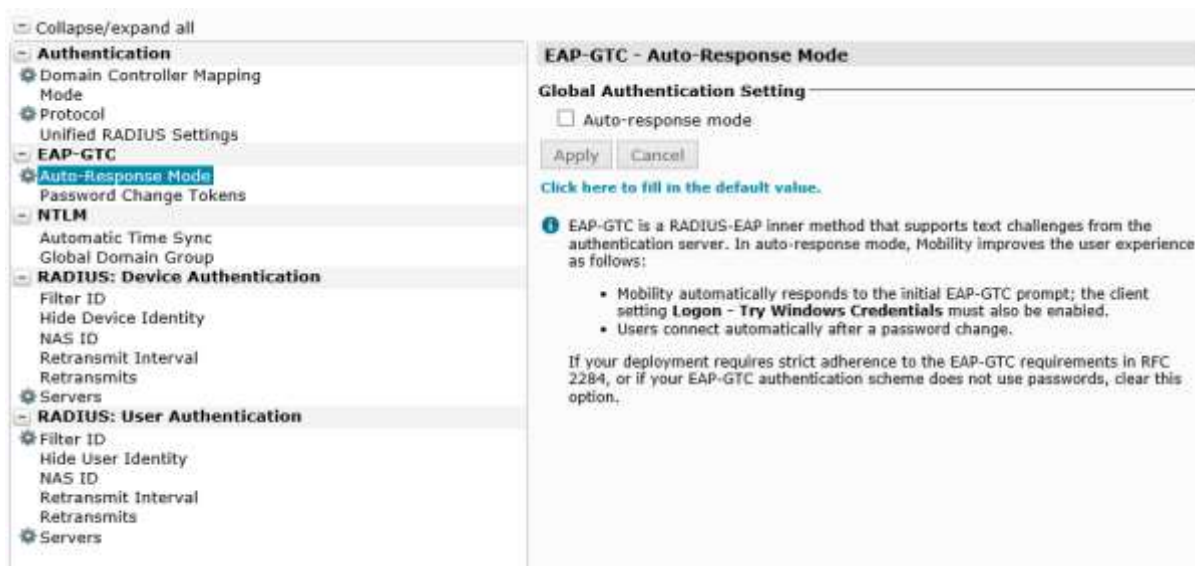 Collapse/expand all
Authentication
Domain Controller Mapping
Mode
Protocol
Unified RADIUS Settings
EAP-GTC
Auto-Response Mode
Password Change Tokens
NTLM
Automatic Time Sync
Global Domain Group
RADIUS: Device Authentication
Filter ID
Hide Device Identity
NAS ID
Retransmit Interval
Retransmits
Servers
RADIUS: User Authentication
Filter ID
Hide User Identity
NAS ID
Retransmit Interval
Retransmits
Servers
EAP-GTC - Auto-Response Mode
Global Authentication Setting
Auto-response mode
Apply Cancel
Click here to fill in the default value.
EAP-GTC is a RADIUS-EAP inner method that supports text challenges from the
authentication server. In auto-response mode, Mobility improves the user experience
as follows:
• Mobility automatically responds to the initial EAP-GTC prompt; the client
setting Logon - Try Windows Credentials must also be enabled.
• Users connect automatically after a password change.
If your deployment requires strict adherence to the EAP-GTC requirements in RFC
2284, or if your EAP-GTC authentication scheme does not use passwords, clear this
option.